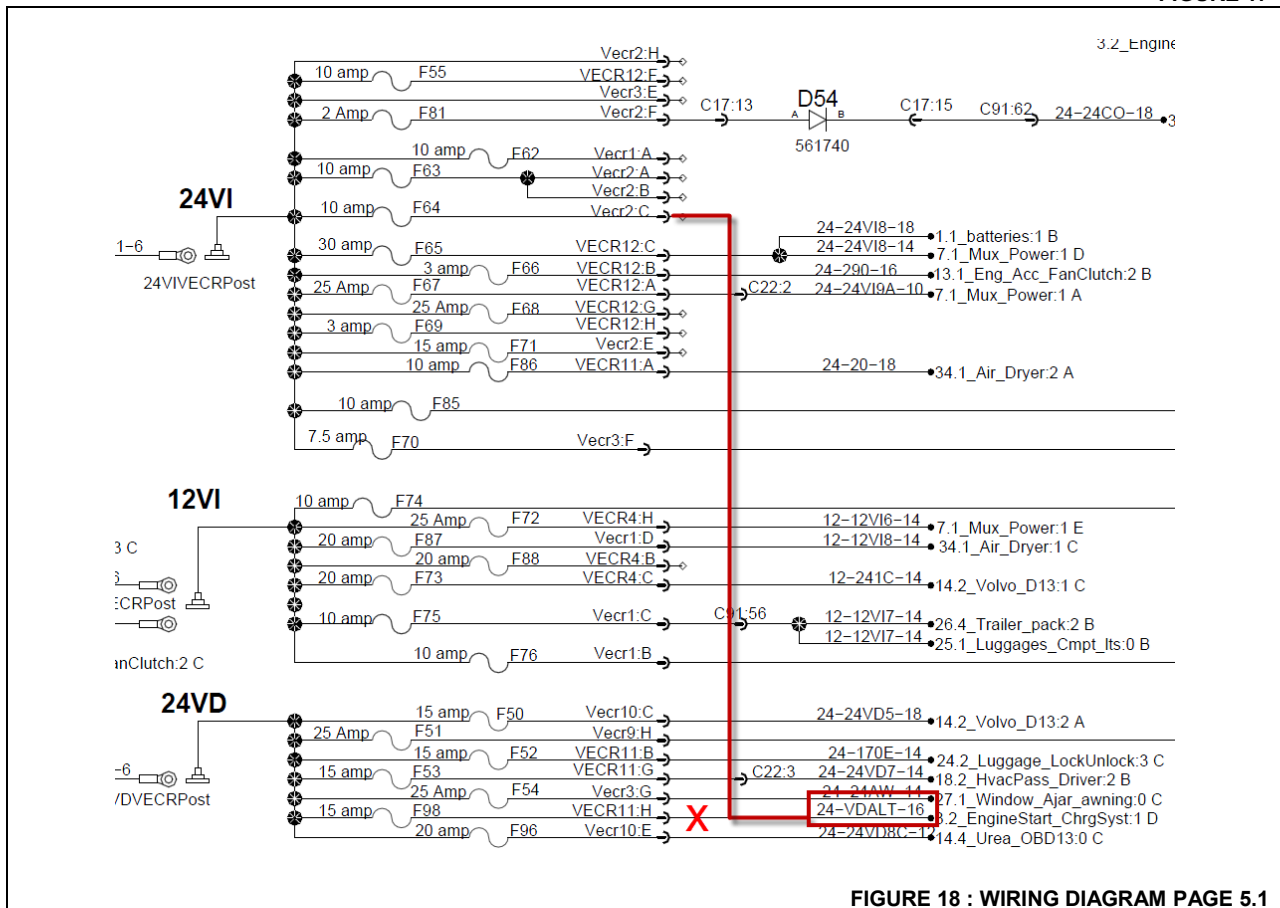 3.2_Engine
Vecr2:H
10 amp F55 VECR12:F
Vecr3:E
2 Amp F81 Vecr2:F C17:13 D54 A B 561740 C17:15 C91:62 24-24CO-18 3
10 amp F62 Vecr1:A
10 amp F63 Vecr2:A
Vecr2:B
24VI
10 amp F64 Vecr2:C
24-24VI8-18 1.1_batteries:1 B
1-6 30 amp F65 VECR12:C 24-24VI8-14 7.1_Mux_Power:1 D
24VIVECRPost
3 amp F66 VECR12:B 24-290-16 13.1_Eng_Acc_FanClutch:2 B
25 Amp F67 VECR12:A C22:2 24-24VI9A-10 7.1_Mux_Power:1 A
25 Amp F68 VECR12:G
3 amp F69 VECR12:H
15 amp F71 Vecr2:E
10 amp F86 VECR11:A 24-20-18 34.1_Air_Dryer:2 A
10 amp F85
7.5 amp F70 Vecr3:F
12VI
10 amp F74
25 Amp F72 VECR4:H 12-12VI6-14 7.1_Mux_Power:1 E
3 C 20 amp F87 Vecr1:D 12-12VI8-14 34.1_Air_Dryer:1 C
20 amp F88 VECR4:B
20 amp F73 VECR4:C 12-241C-14 14.2_Volvo_D13:1 C
ECRPost
10 amp F75 Vecr1:C C91:56 12-12VI7-14 26.4_Trailer_pack:2 B
12-12VI7-14 25.1_Luggages_Cmpt_lts:0 B
10 amp F76 Vecr1:B
anClutch:2 C
24VD
15 amp F50 Vecr10:C 24-24VD5-18 14.2_Volvo_D13:2 A
25 Amp F51 Vecr9:H
15 amp F52 VECR11:B 24-170E-14 24.2_Luggage_LockUnlock:3 C
-6 15 amp F53 VECR11:G C22:3 24-24VD7-14 18.2_HvacPass_Driver:2 B
/DVECRPost
25 Amp F54 Vecr3:G 24-24AW-14 27.1_Window_Ajar_awning:0 C
15 amp F98 VECR11:H X 24-VDALT-16 3.2_EngineStart_ChrgSyst:1 D
20 amp F96 Vecr10:E 24-24VD8C-12 14.4_Urea_OBD13:0 C
FIGURE 18 : WIRING DIAGRAM PAGE 5.1